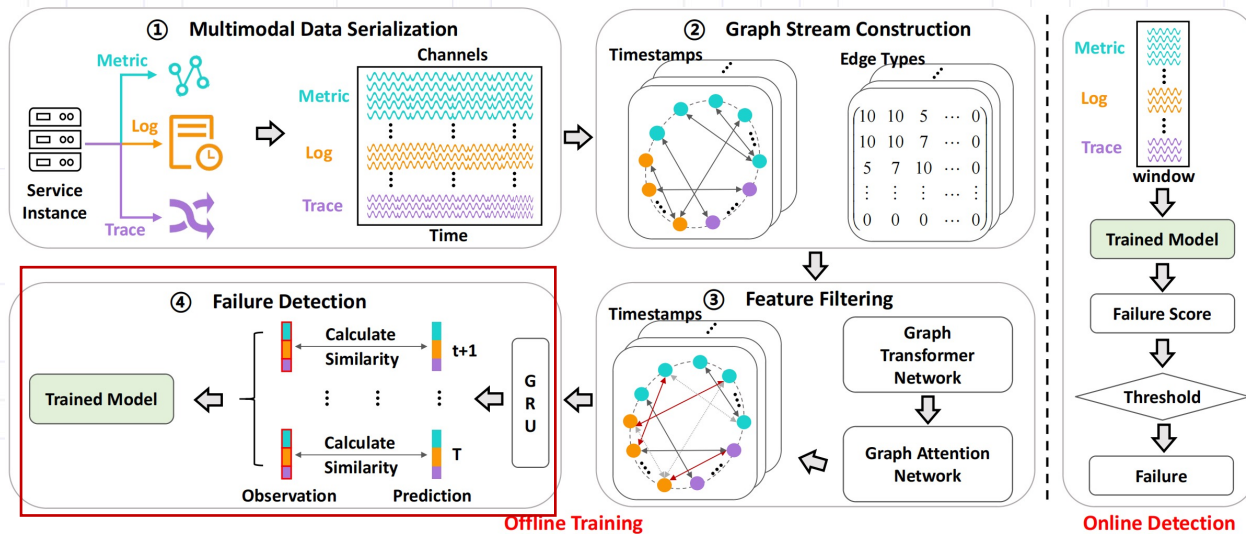 ① Multimodal Data Serialization
Metric
Log
Trace
Service
Instance
Channels
Metric
Log
Trace
Time
② Graph Stream Construction
Timestamps
Edge Types
10 10 5 ⋯ 0
10 10 7 ⋯ 0
5 7 10 ⋯ 0
⋮ ⋮ ⋮ ⋮
0 0 0 ⋯ 0
③ Feature Filtering
Timestamps
Graph
Transformer
Network
Graph Attention
Network
④ Failure Detection
Calculate
Similarity
t+1
Calculate
Similarity
T
Observation
Prediction
G
R
U
Trained Model
Offline Training
Metric
Log
Trace
window
Trained Model
Failure Score
Threshold
Failure
Online Detection